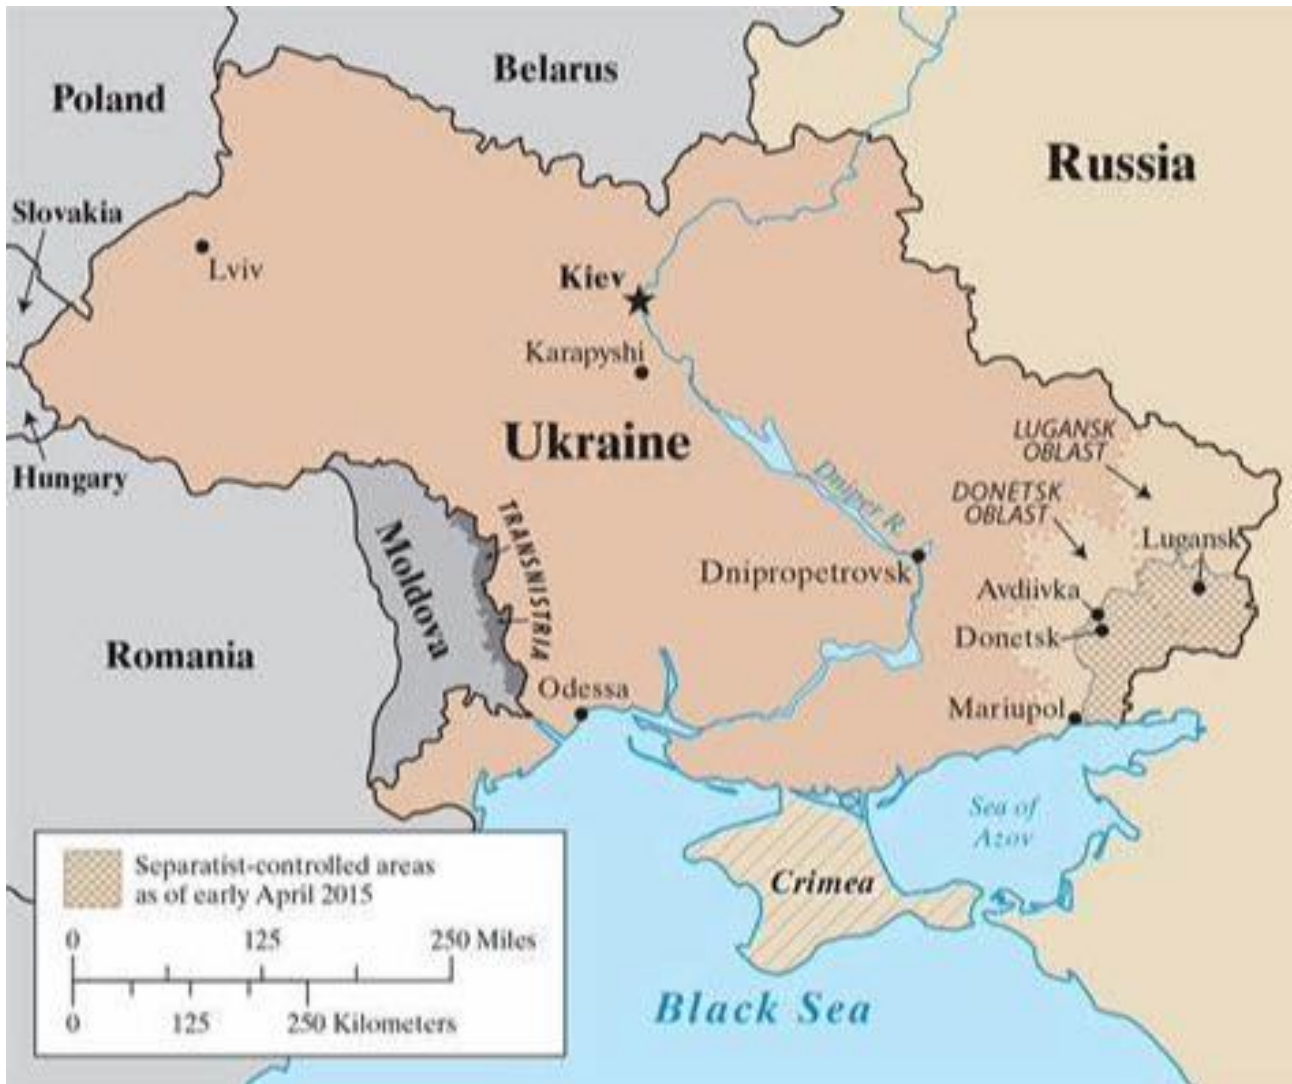 Belarus
Poland
Russia
Slovakia
Lviv
Kiev
Karapyshi
Ukraine
LUGANSK
OBLAST
Hungary
Dniper R.
DONETSK
OBLAST
TRANSNISTRIA
Moldova
Lugansk
Dnipropetrovsk
Avdiivka
Donetsk
Romania
Odessa
Mariupol
Sea of
Azov
Crimea
Separatist-controlled areas
as of early April 2015
0 125 250 Miles
0 125 250 Kilometers
Black Sea